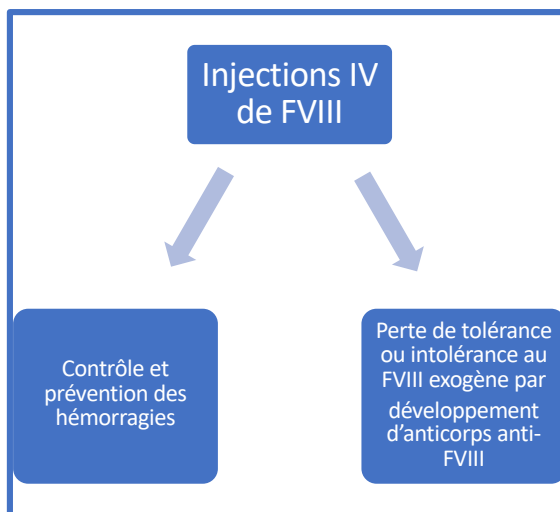 Injections IV
de FVIII
Contrôle et
prévention des
hémorragies
Perte de tolérance
ou intolérance au
FVIII exogène par
développement
d'anticorps anti-
FVIII